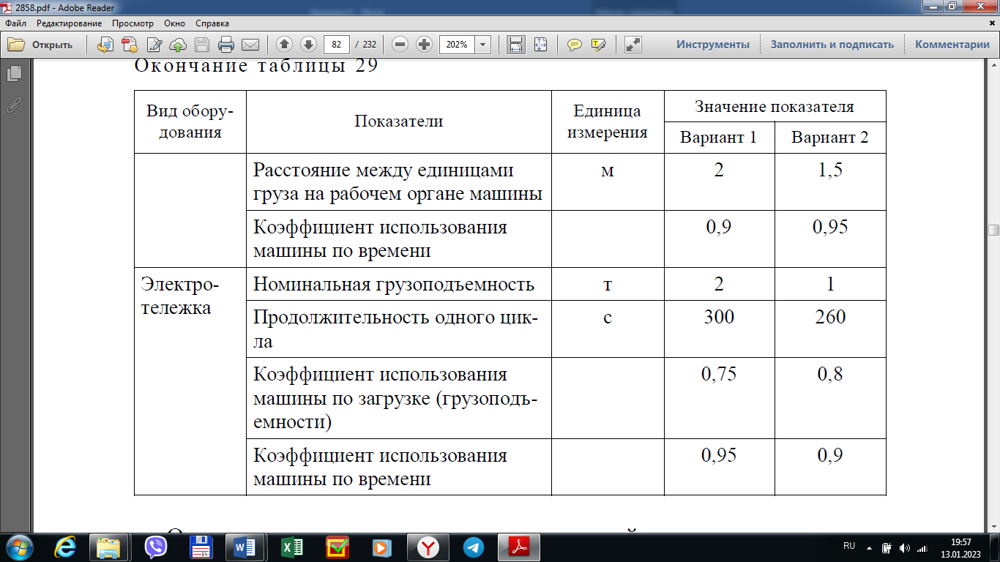 2858.pdf - Adobe Reader
Файл Редактирование Просмотр Окно Справка
Открыть 82 / 232 202% Инструменты Заполнить и подписать Комментарии
Окончание таблицы 29
Вид обору-
дования
Показатели
Единица
измерения
Значение показателя
Вариант 1 Вариант 2
Расстояние между единицами м 2 1,5
груза на рабочем органе машины
Коэффициент использования 0,9 0,95
машины по времени
Электро-
тележка
Номинальная грузоподъемность т 2 1
Продолжительность одного цик- с 300 260
ла
Коэффициент использования 0,75 0,8
машины по загрузке (грузоподъ-
емности)
Коэффициент использования 0,95 0,9
машины по времени
RU 19:57
13.01.2023